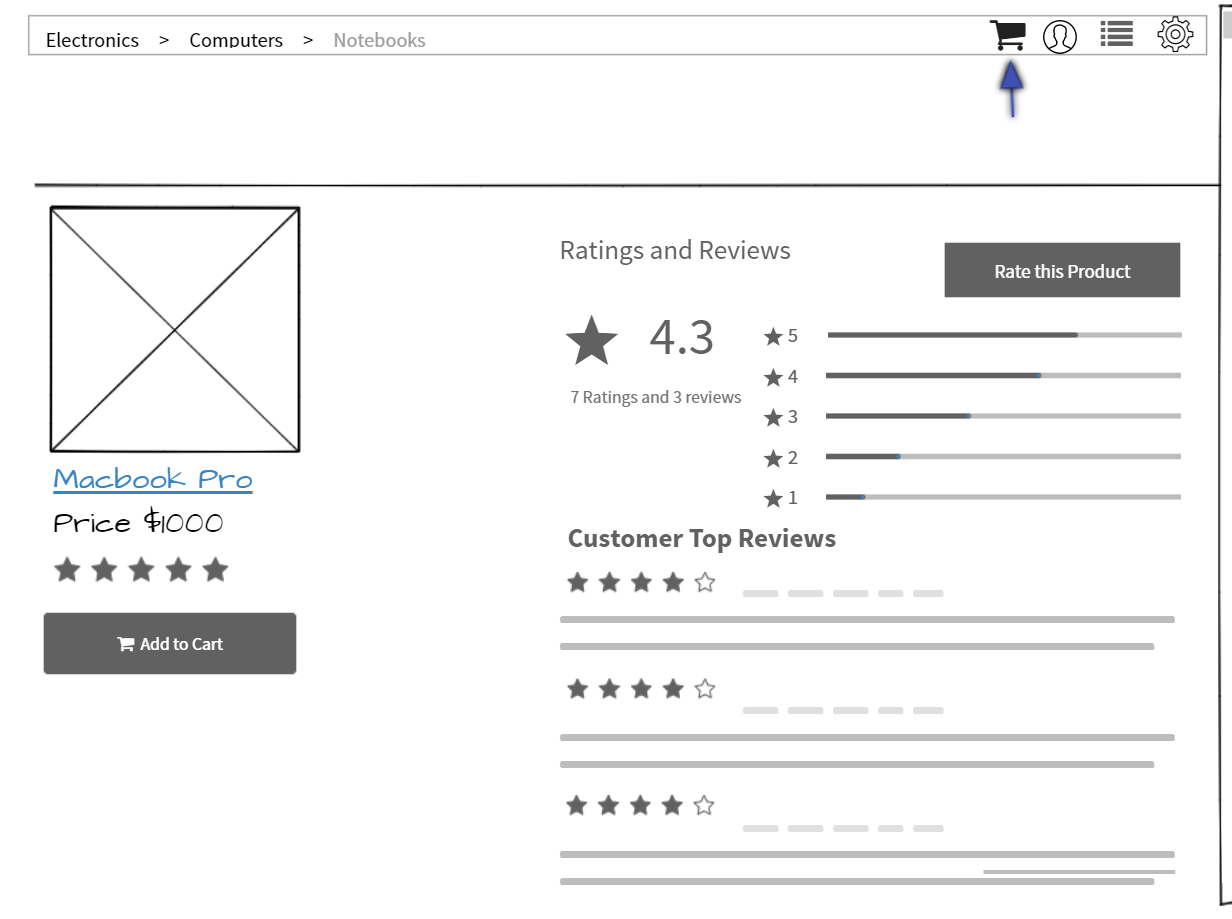 Electronics > Computers > Notebooks
Macbook Pro
Price $1000
Add to Cart
Ratings and Reviews
Rate this Product
4.3
7 Ratings and 3 reviews
5
4
3
2
1
Customer Top Reviews